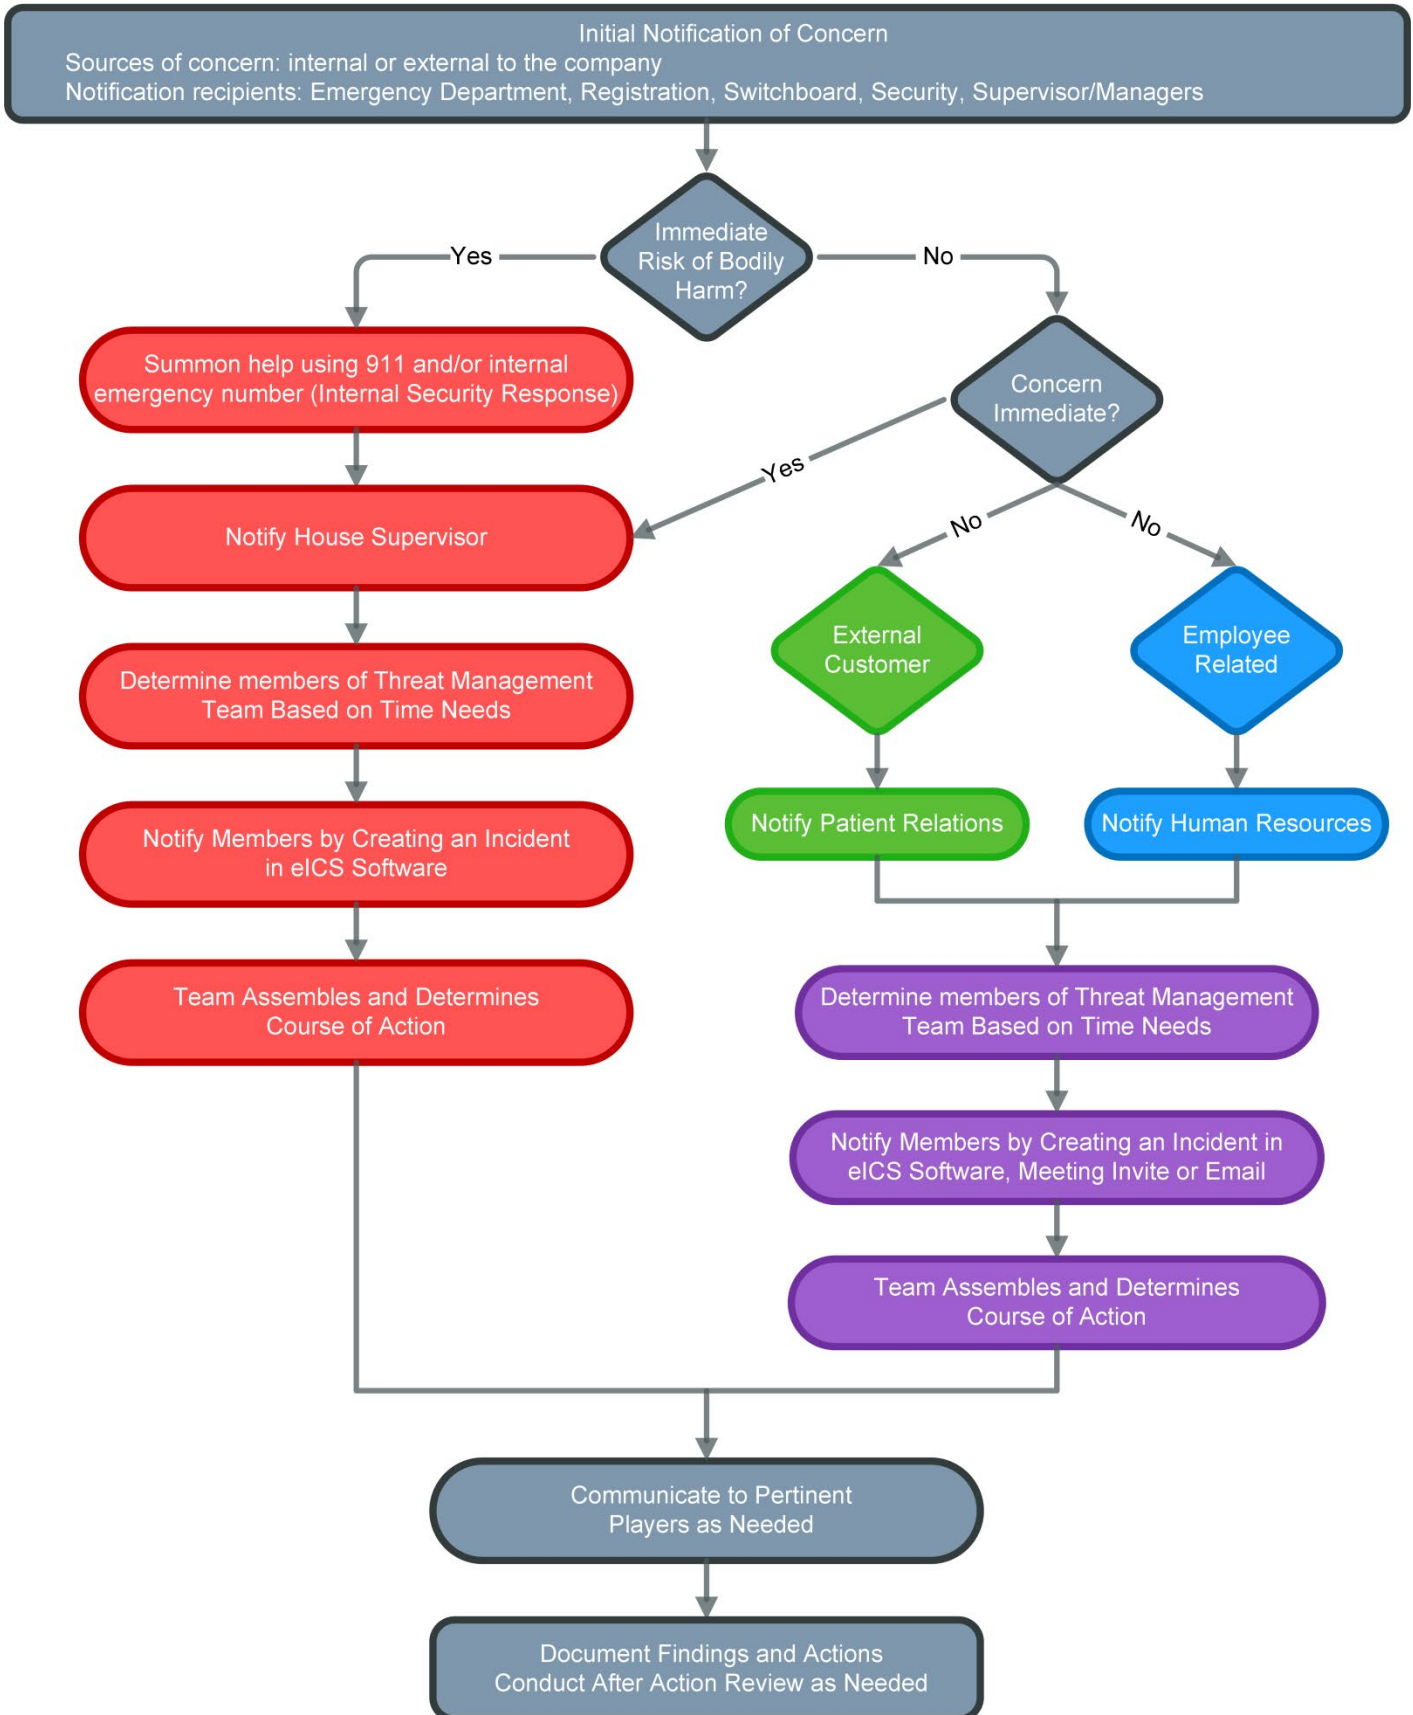 Initial Notification of Concern
Sources of concern: internal or external to the company
Notification recipients: Emergency Department, Registration, Switchboard, Security, Supervisor/Managers
Immediate
Risk of Bodily
Harm?
Yes
No
Summon help using 911 and/or internal
emergency number (Internal Security Response)
Concern
Immediate?
Yes
No
No
Notify House Supervisor
External
Customer
Employee
Related
Determine members of Threat Management
Team Based on Time Needs
Notify Patient Relations
Notify Human Resources
Notify Members by Creating an Incident
in eICS Software
Team Assembles and Determines
Course of Action
Determine members of Threat Management
Team Based on Time Needs
Notify Members by Creating an Incident in
eICS Software, Meeting Invite or Email
Team Assembles and Determines
Course of Action
Communicate to Pertinent
Players as Needed
Document Findings and Actions
Conduct After Action Review as Needed